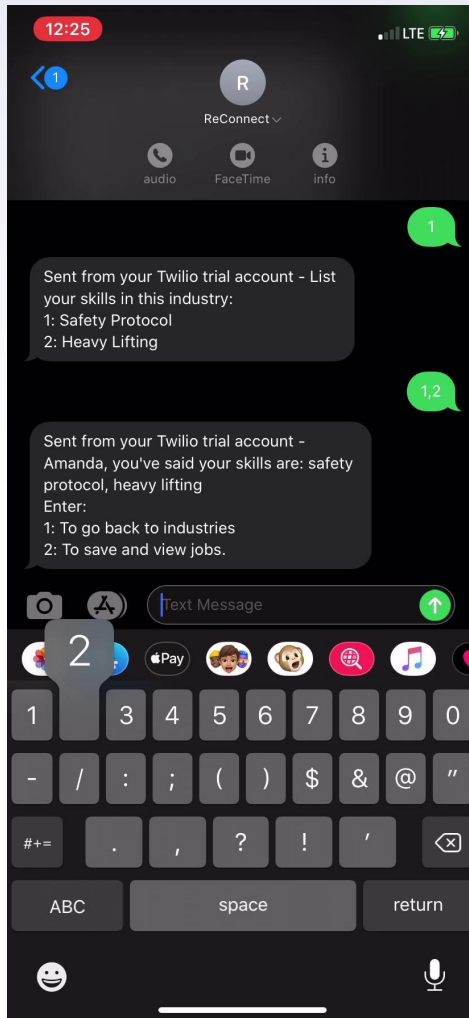 12:25
LTE
1
R
ReConnect
audio
FaceTime
info
1
Sent from your Twilio trial account - List
your skills in this industry:
1: Safety Protocol
2: Heavy Lifting
1,2
Sent from your Twilio trial account -
Amanda, you've said your skills are: safety
protocol, heavy lifting
Enter:
1: To go back to industries
2: To save and view jobs.
Text Message
2
Pay
1 3 4 5 6 7 8 9 0
- / : ; ( ) $ & @ "
#+= . , ? ! '
ABC space return